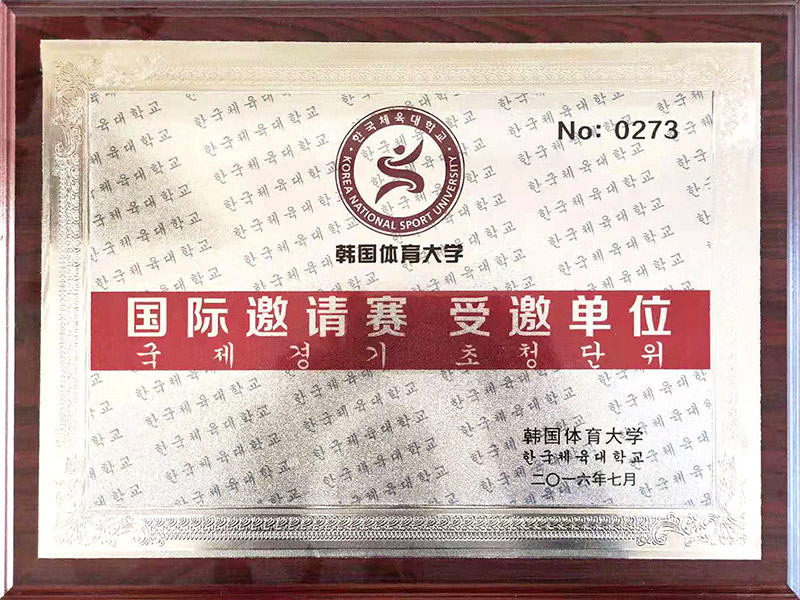 No: 0273
한국체육대학교
KOREA NATIONAL SPORT UNIVERSITY
韩国体育大学
国际邀请赛 受邀单位
국제경기 초청단위
韩国体育大学
한국체육대학교
二〇一六年七月